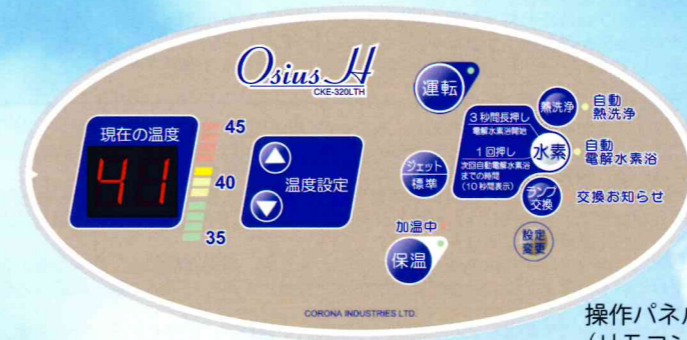 Osius H
CKE-320LTH
運転
現在の温度
41
45
40
35
温度設定
ジェット
標準
3秒間長押し
電解水素浴開始
1回押し
次回自動電解水素浴
までの時間
(10秒間表示)
熱洗浄
自動
熱洗浄
水素
自動
電解水素浴
ランプ
交換
交換お知らせ
設定
変更
加温中
保温
CORONA INDUSTRIES LTD.
操作パネル
(リモコン